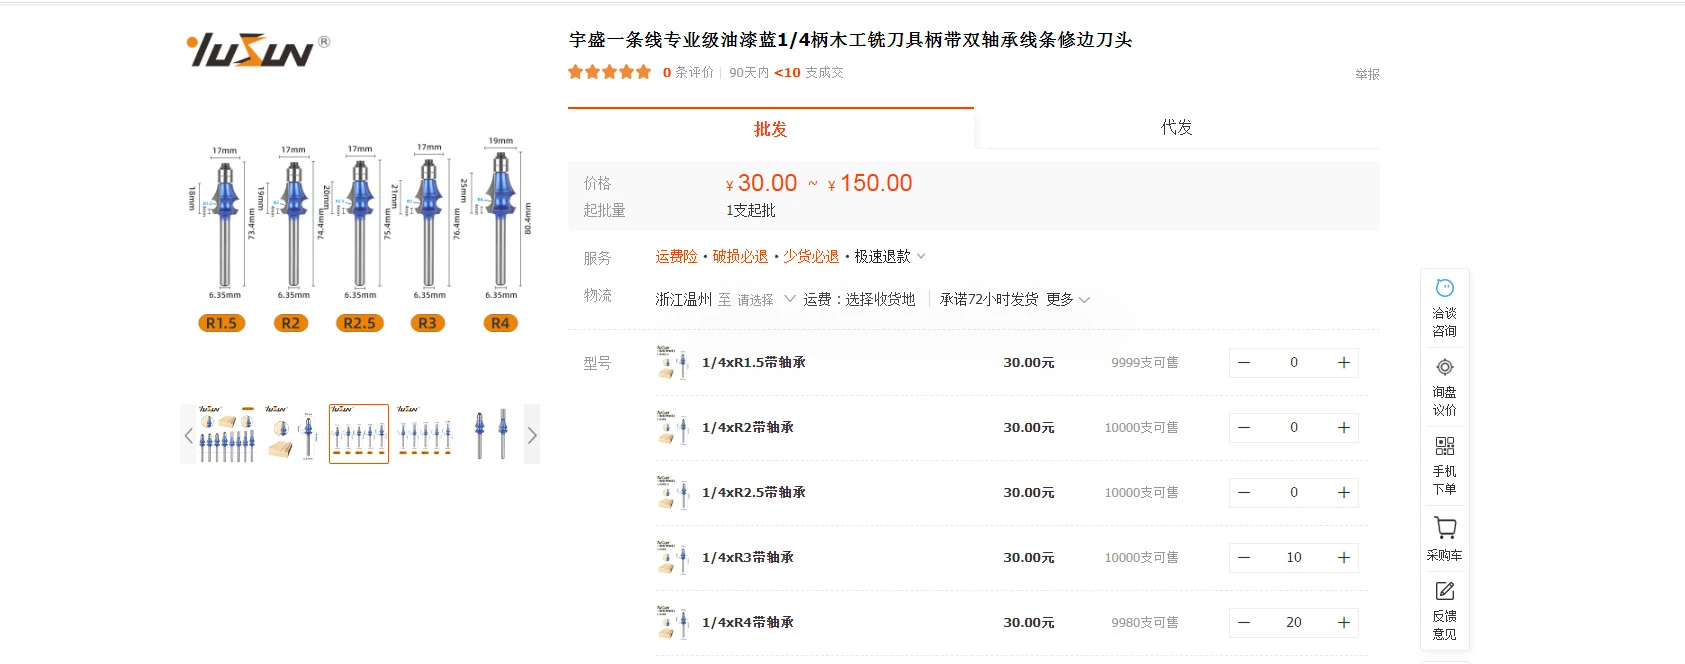 YUSUN®
宇盛一条线专业级油漆蓝1/4柄木工铣刀具柄带双轴承线条修边刀头
0 条评价 90天内 <10 支成交
举报
批发 代发
价格 ¥30.00 ~ ¥150.00
起批量 1支起批
服务 运费险 · 破损必退 · 少货必退 · 极速退款
物流 浙江温州 至 请选择 运费：选择收货地 承诺72小时发货 更多
型号
1/4xR1.5带轴承 30.00元 9999支可售 − 0 +
1/4xR2带轴承 30.00元 10000支可售 − 0 +
1/4xR2.5带轴承 30.00元 10000支可售 − 0 +
1/4xR3带轴承 30.00元 10000支可售 − 10 +
1/4xR4带轴承 30.00元 9980支可售 − 20 +
17mm 17mm 17mm 17mm 19mm
18mm 19mm 20mm 21mm 25mm
73.4mm 74.4mm 75.4mm 76.4mm 80.4mm
6.35mm 6.35mm 6.35mm 6.35mm 6.35mm
R1.5 R2 R2.5 R3 R4
洽谈
咨询
询盘
议价
手机
下单
采购车
反馈
意见